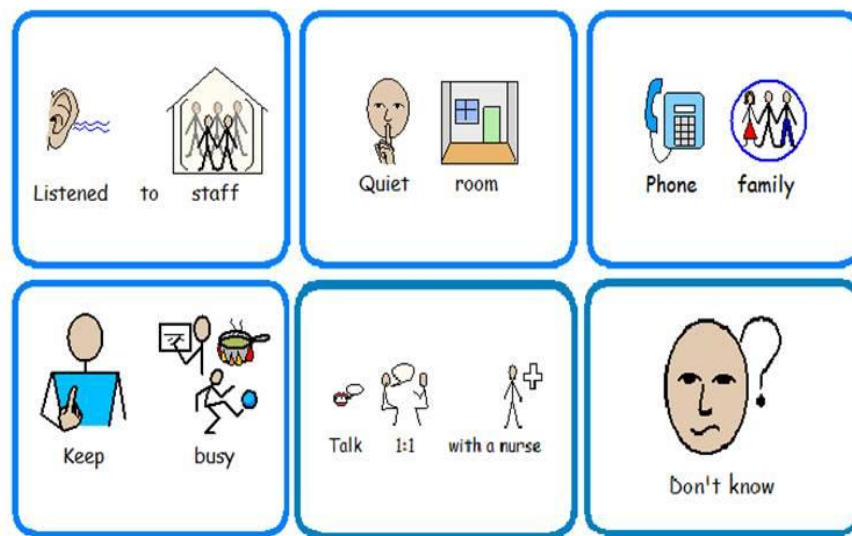 Listened to staff
Quiet room
Phone family
Keep busy
Talk 1:1 with a nurse
Don't know